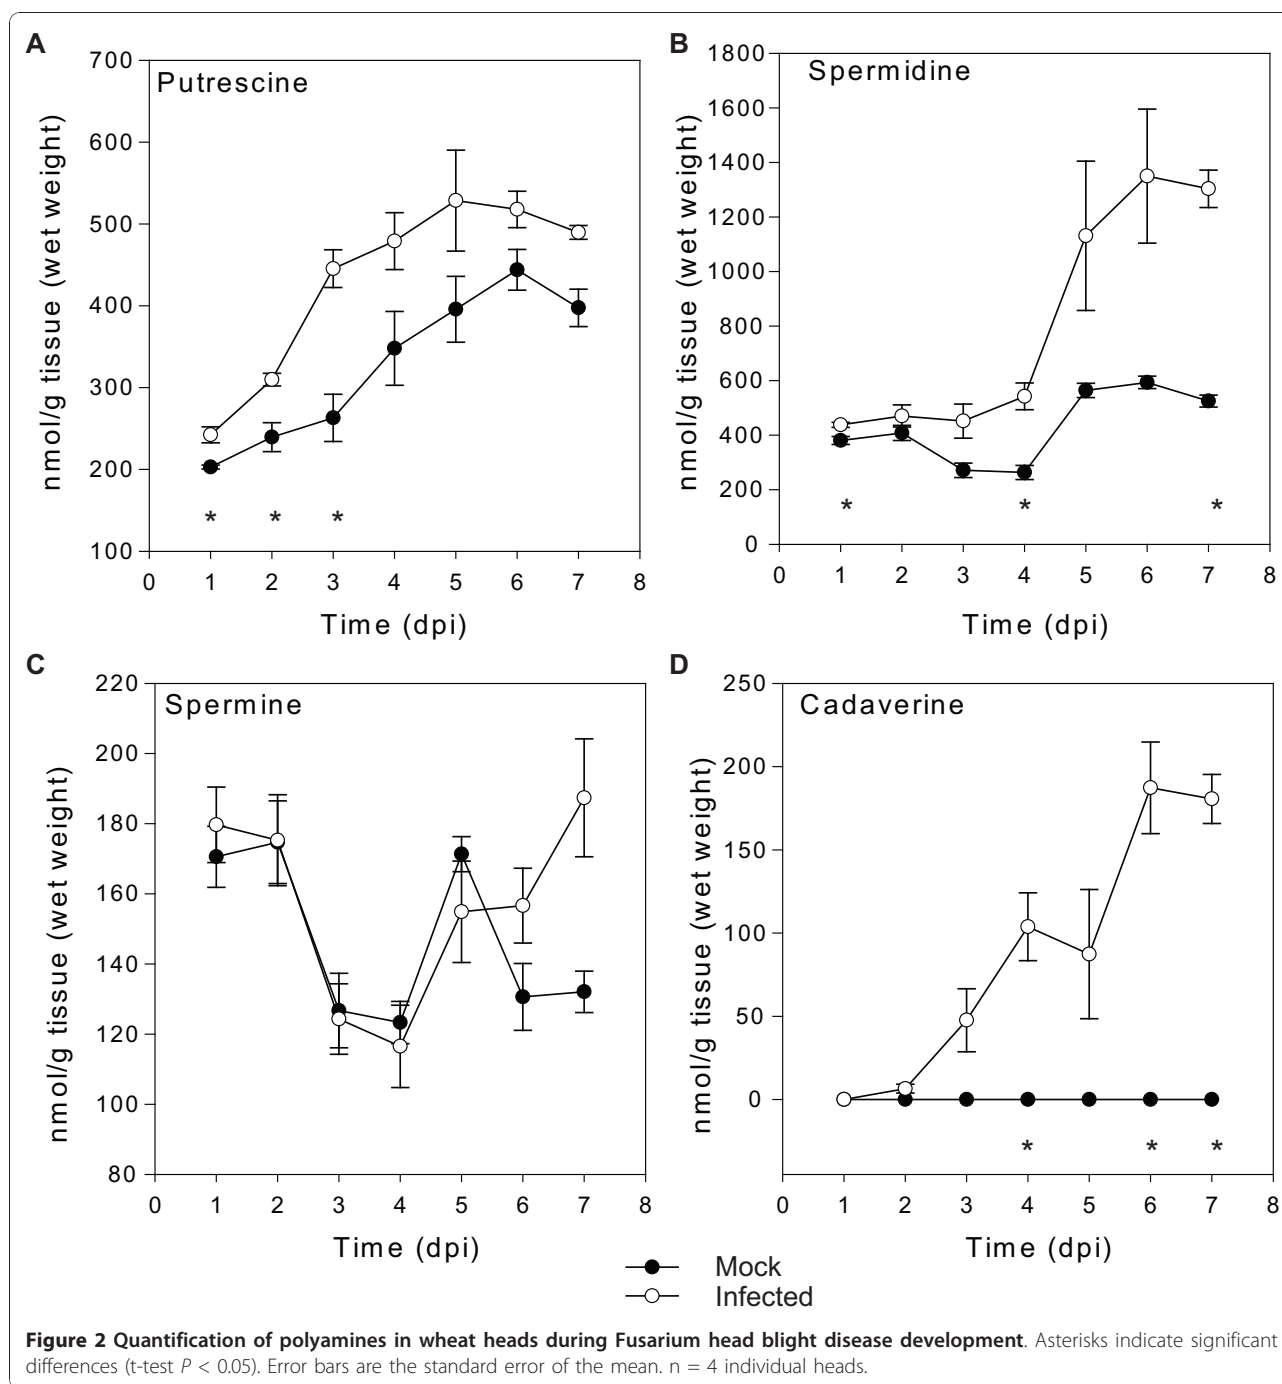 A
Putrescine
nmol/g tissue (wet weight)
700
600
500
400
300
200
100
* * *
0 1 2 3 4 5 6 7 8
Time (dpi)
B
Spermidine
nmol/g tissue (wet weight)
1800
1600
1400
1200
1000
800
600
400
200
0
* * *
0 1 2 3 4 5 6 7 8
Time (dpi)
C
Spermine
nmol/g tissue (wet weight)
220
200
180
160
140
120
100
80
0 1 2 3 4 5 6 7 8
Time (dpi)
D
Cadaverine
nmol/g tissue (wet weight)
250
200
150
100
50
0
* * *
0 1 2 3 4 5 6 7 8
Time (dpi)
Mock
Infected
Figure 2 Quantification of polyamines in wheat heads during Fusarium head blight disease development. Asterisks indicate significant
differences (t-test P < 0.05). Error bars are the standard error of the mean. n = 4 individual heads.